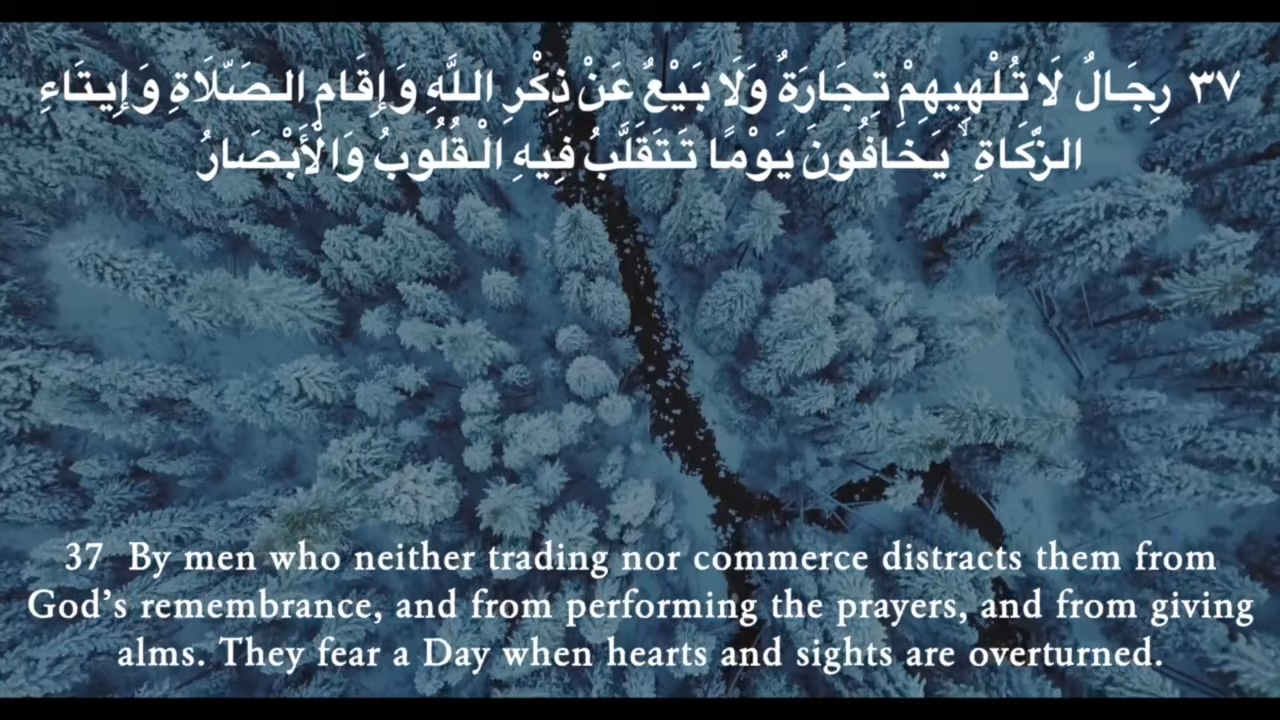 ٣٧ رِجَالٌ لَا تُلْهِيهِمْ تِجَارَةٌ وَلَا بَيْعٌ عَنْ ذِكْرِ اللَّهِ وَإِقَامِ الصَّلَاةِ وَإِيتَاءِ
الزَّكَاةِ ۙ يَخَافُونَ يَوْمًا تَتَقَلَّبُ فِيهِ الْقُلُوبُ وَالْأَبْصَارُ
37 By men who neither trading nor commerce distracts them from
God’s remembrance, and from performing the prayers, and from giving
alms. They fear a Day when hearts and sights are overturned.